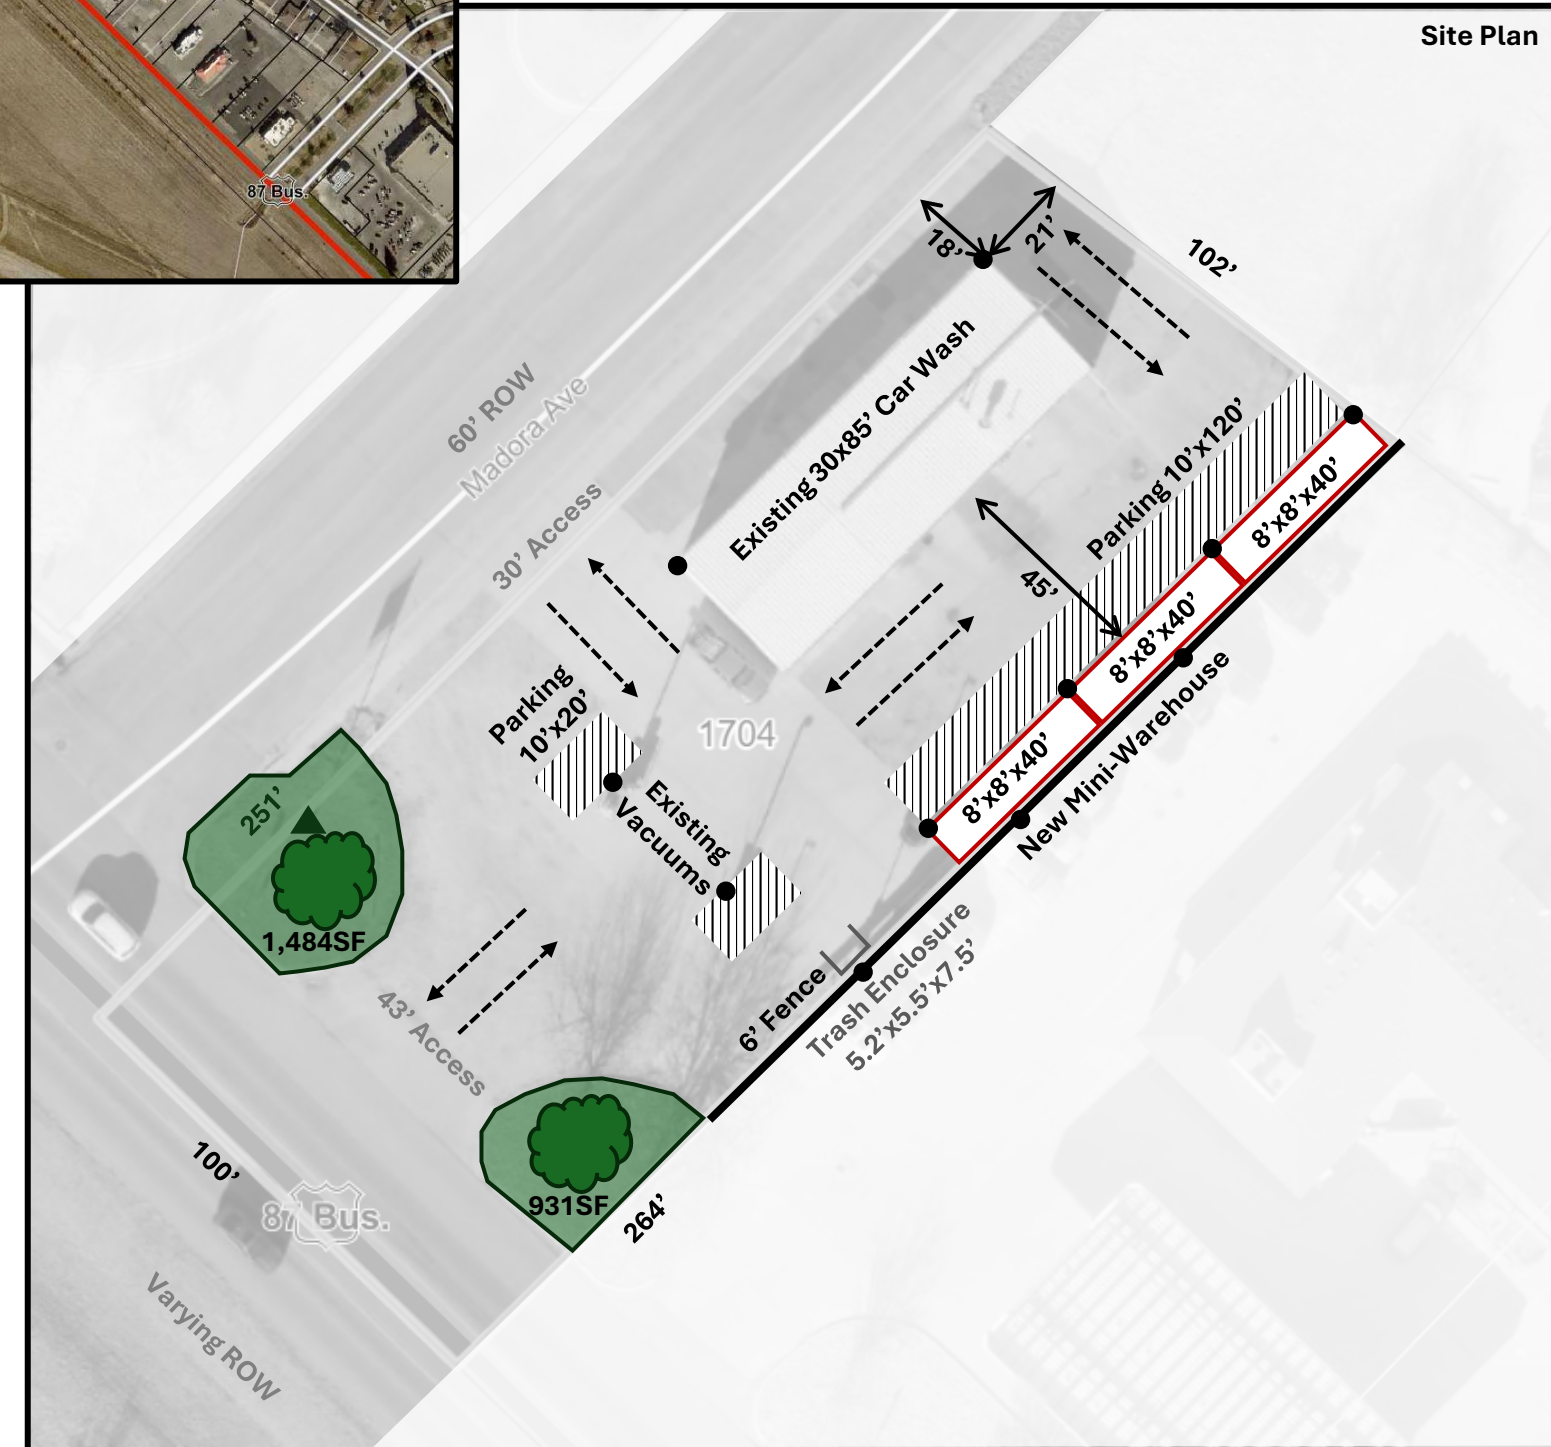 Site Plan
87 Bus.
18’
21’
102’
60’ ROW
Madora Ave
30’ Access
Existing 30x85’ Car Wash
Parking 10’x120’
8’x8’x40’
45’
8’x8’x40’
8’x8’x40’
New Mini-Warehouse
Parking
10’x20’
1704
Existing
Vacuums
251’
1,484SF
43’ Access
6’ Fence
Trash Enclosure
5.2’x5.5’x7.5’
931SF
264’
100’
87 Bus.
Varying ROW